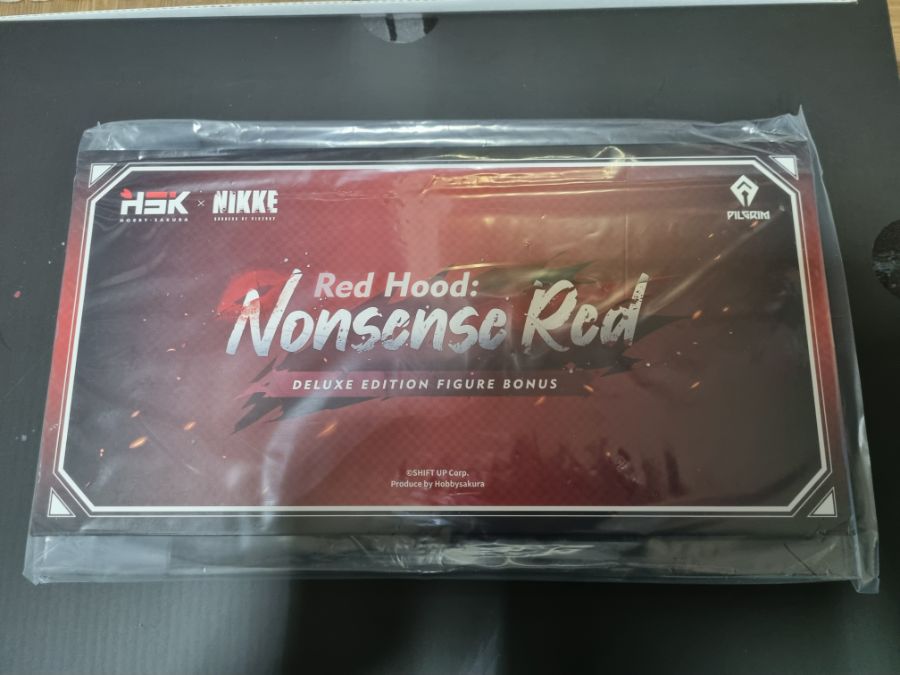 HSK × NIKKE
HOBBY-SAKURA GODDESS OF VICTORY
PILGRIM
Red Hood:
Nonsense Red
DELUXE EDITION FIGURE BONUS
©SHIFT UP Corp.
Produce by Hobbysakura